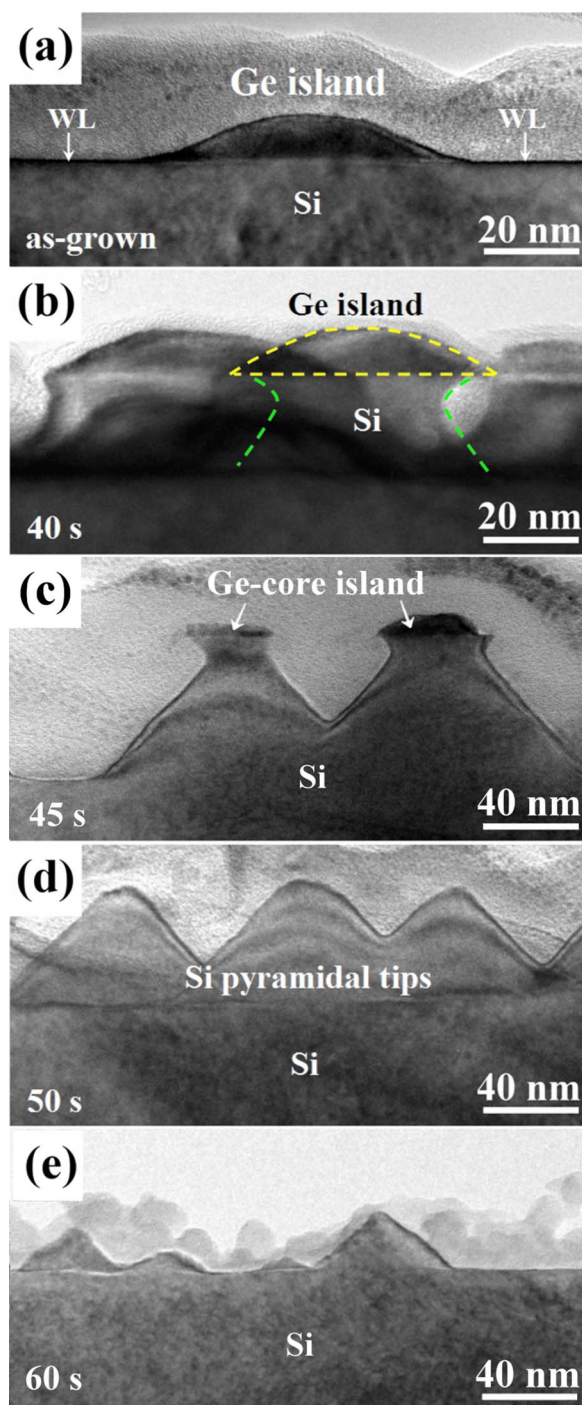 (a)
Ge island
WL
WL
Si
as-grown
20 nm
(b)
Ge island
Si
40 s
20 nm
(c)
Ge-core island
Si
45 s
40 nm
(d)
Si pyramidal tips
Si
50 s
40 nm
(e)
Si
60 s
40 nm